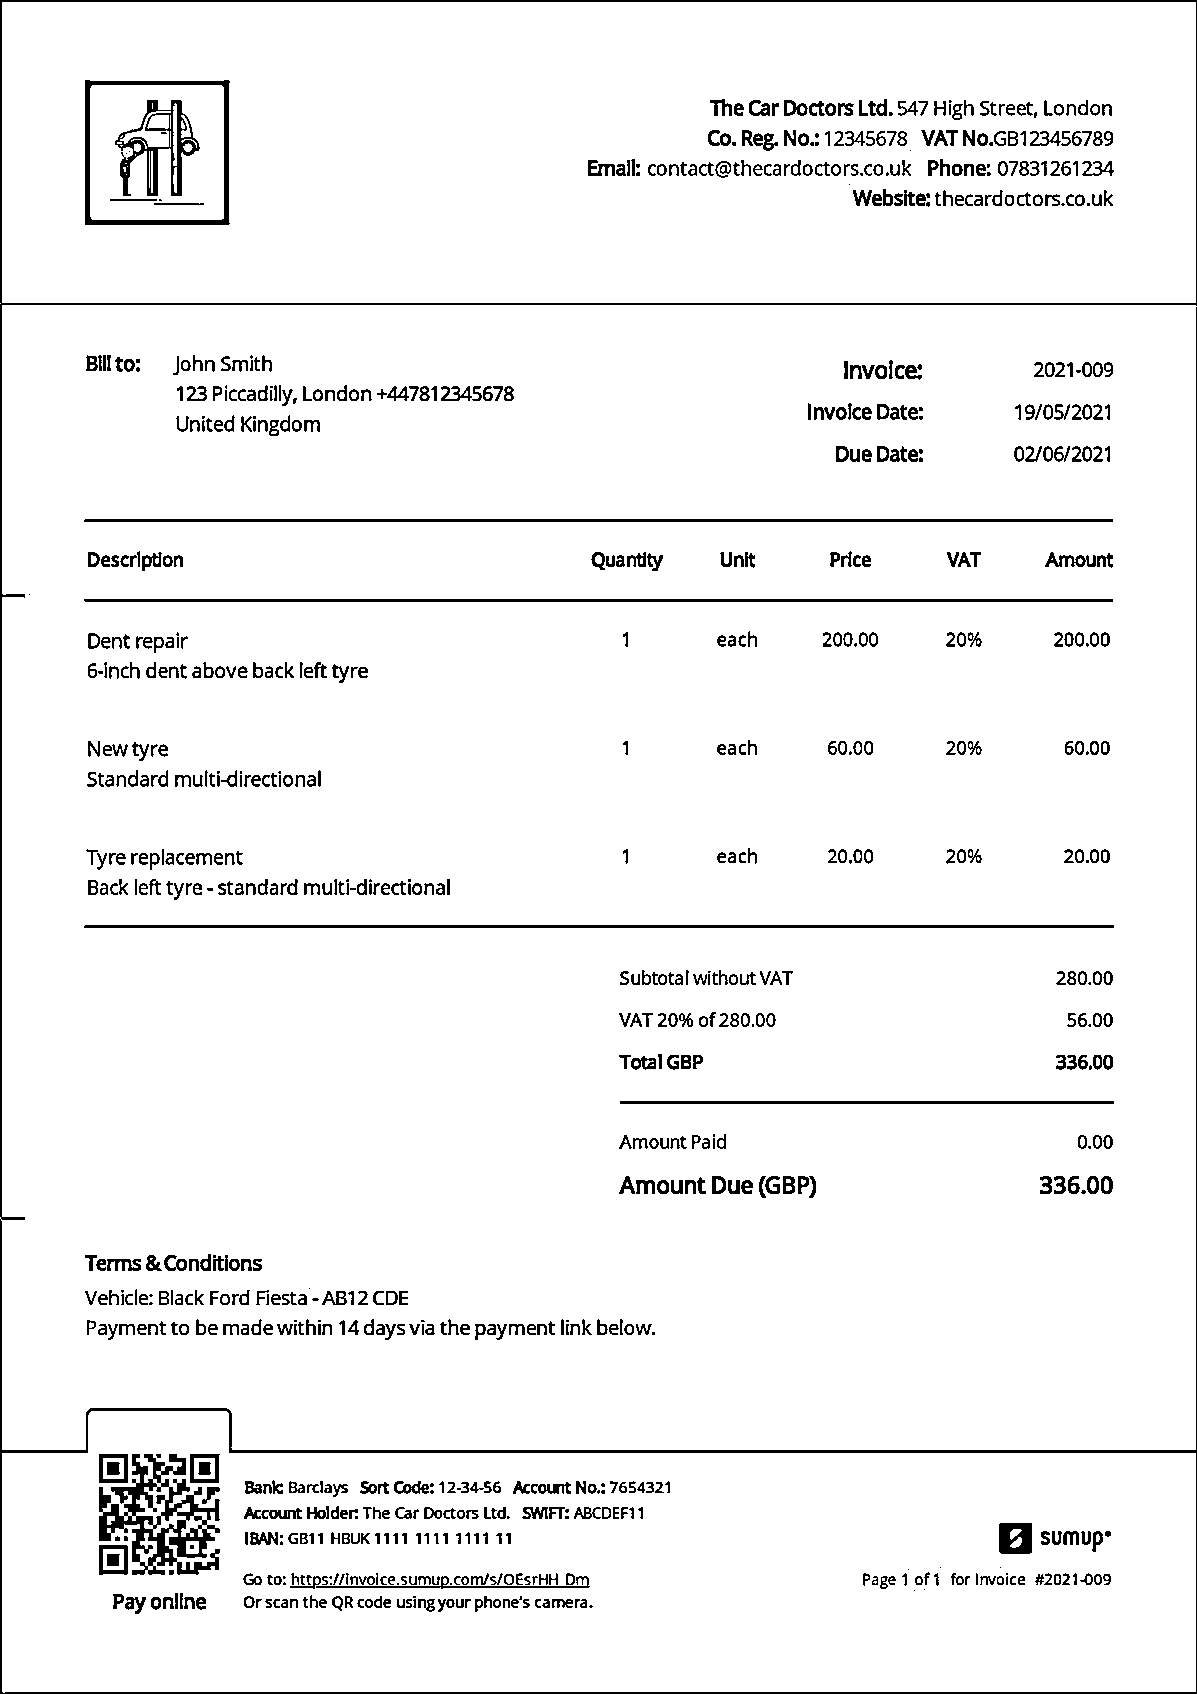 The Car Doctors Ltd. 547 High Street, London
Co. Reg. No.: 12345678 VAT No.GB123456789
Email: contact@thecardoctors.co.uk Phone: 07831261234
Website: thecardoctors.co.uk
Bill to: John Smith
123 Piccadilly, London +447812345678
United Kingdom
Invoice: 2021-009
Invoice Date: 19/05/2021
Due Date: 02/06/2021
Description Quantity Unit Price VAT Amount
Dent repair 1 each 200.00 20% 200.00
6-inch dent above back left tyre
New tyre 1 each 60.00 20% 60.00
Standard multi-directional
Tyre replacement 1 each 20.00 20% 20.00
Back left tyre - standard multi-directional
Subtotal without VAT 280.00
VAT 20% of 280.00 56.00
Total GBP 336.00
Amount Paid 0.00
Amount Due (GBP) 336.00
Terms & Conditions
Vehicle: Black Ford Fiesta - AB12 CDE
Payment to be made within 14 days via the payment link below.
Bank: Barclays Sort Code: 12-34-56 Account No.: 7654321
Account Holder: The Car Doctors Ltd. SWIFT: ABCDEF11
IBAN: GB11 HBUK 1111 1111 1111 11
sumup
Go to: https://invoice.sumup.com/s/OEsrHH_Dm
Page 1 of 1 for Invoice #2021-009
Pay online
Or scan the QR code using your phone's camera.